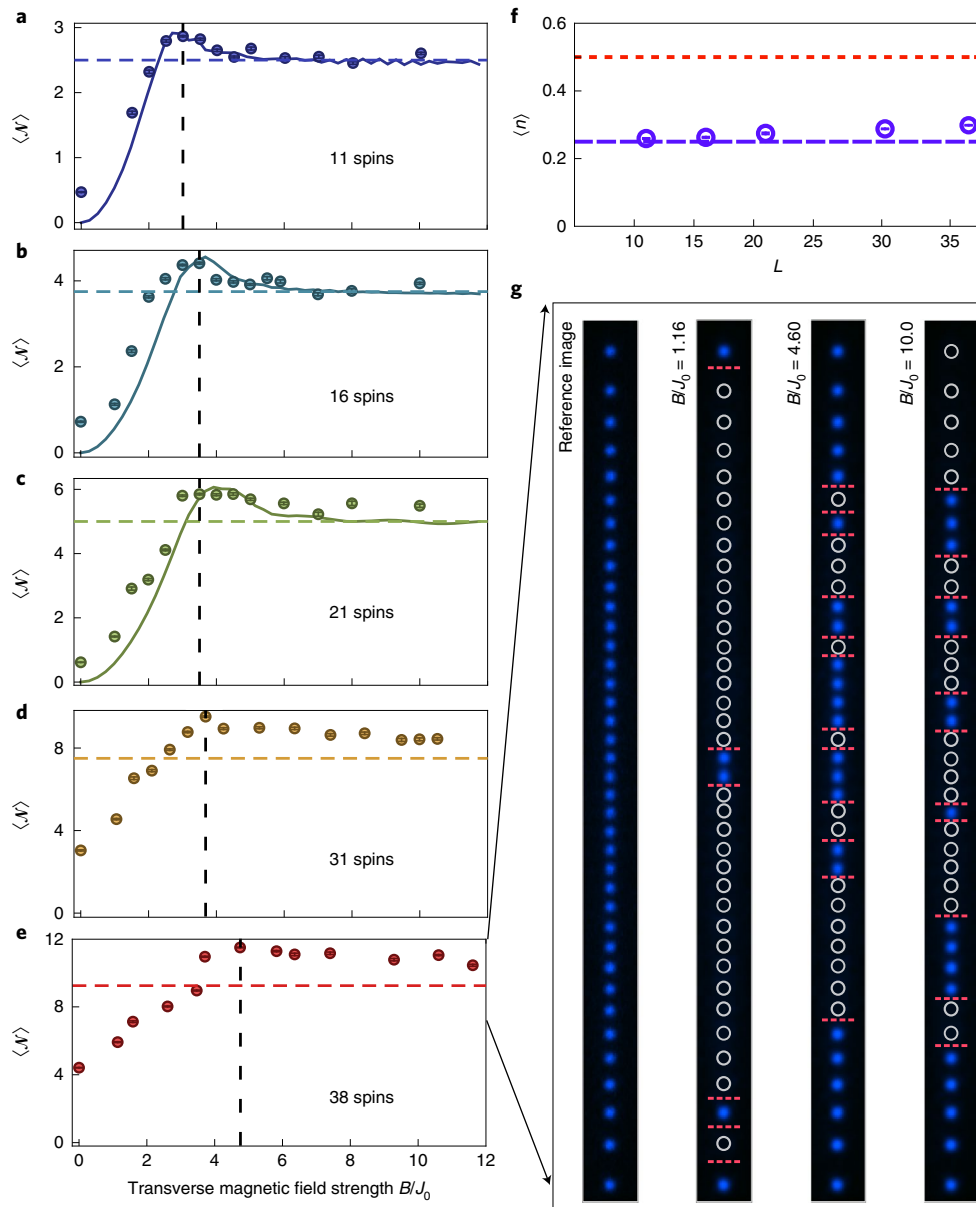 a
3
2
1
0
⟨𝒩⟩
11 spins
b
4
2
0
⟨𝒩⟩
16 spins
c
6
4
2
0
⟨𝒩⟩
21 spins
d
8
4
0
⟨𝒩⟩
31 spins
e
12
8
4
0
⟨𝒩⟩
38 spins
0 2 4 6 8 10 12
Transverse magnetic field strength B/J₀
f
0.6
0.4
0.2
0
⟨n⟩
10 15 20 25 30 35
L
g
Reference image
B/J₀ = 1.16
B/J₀ = 4.60
B/J₀ = 10.0